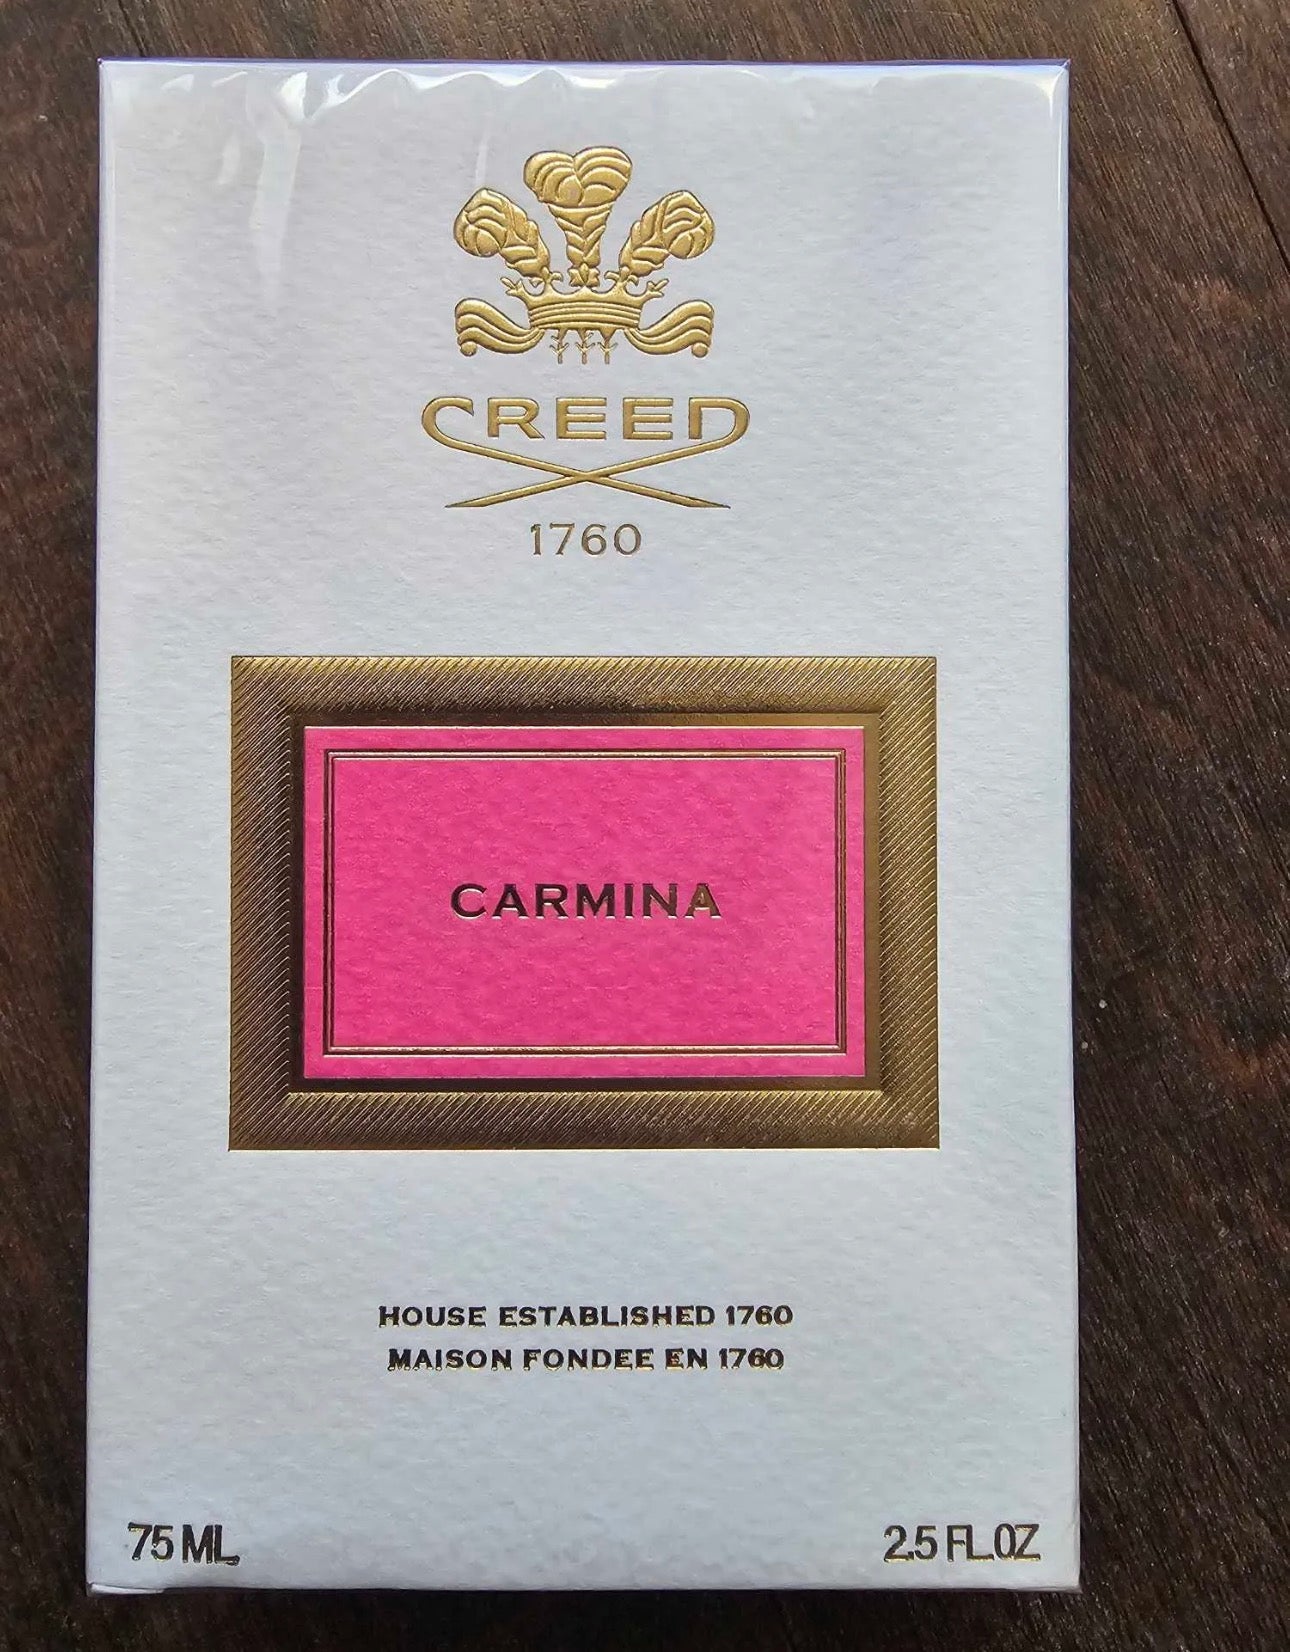 CREED
1760
CARMINA
HOUSE ESTABLISHED 1760
MAISON FONDEE EN 1760
75 ML
2.5 FL.OZ